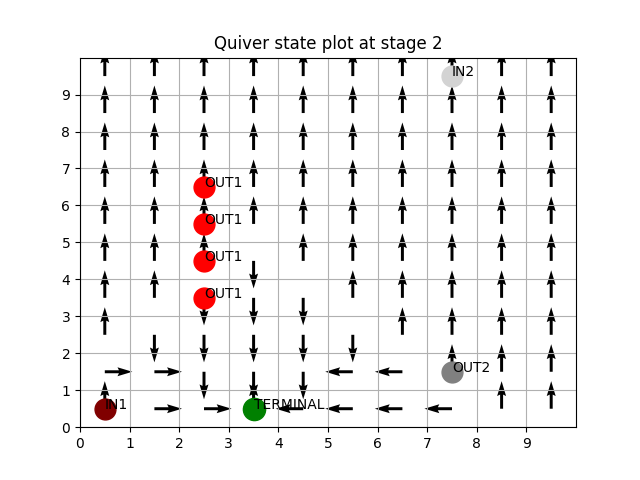 Quiver state plot at stage 2
IN2
9
8
7
OUT1
6
OUT1
5
OUT1
4
OUT1
3
2
OUT2
1
IN1 TERMINAL
0
0 1 2 3 4 5 6 7 8 9